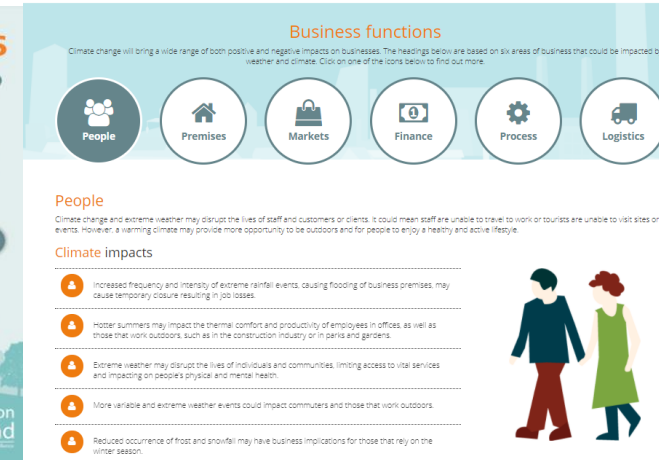 s
Business functions
Climate change will bring a wide range of both positive and negative impacts on businesses. The headings below are based on six areas of business that could be impacted b
weather and climate. Click on one of the icons below to find out more.
1
People
Premises
Markets
Finance
Process
Logistics
People
Climate change and extreme weather may disrupt the lives of staff and customers or clients. It could mean staff are unable to travel to work or tourists are unable to visit sites or
events. However, a warming climate may provide more opportunity to be outdoors and for people to enjoy a healthy and active lifestyle.
Climate impacts
Increased frequency and intensity of extreme rainfall events, causing flooding of business premises, may
cause temporary closure resulting in job losses.
Hotter summers may impact the thermal comfort and productivity of employees in offices, as well as
those that work outdoors, such as in the construction industry or in parks and gardens.
Extreme weather may disrupt the lives of individuals and communities, limiting access to vital services
and impacting on people's physical and mental health.
More variable and extreme weather events could impact commuters and those that work outdoors.
Reduced occurrence of frost and snowfall may have business implications for those that rely on the
winter season.
on
nd